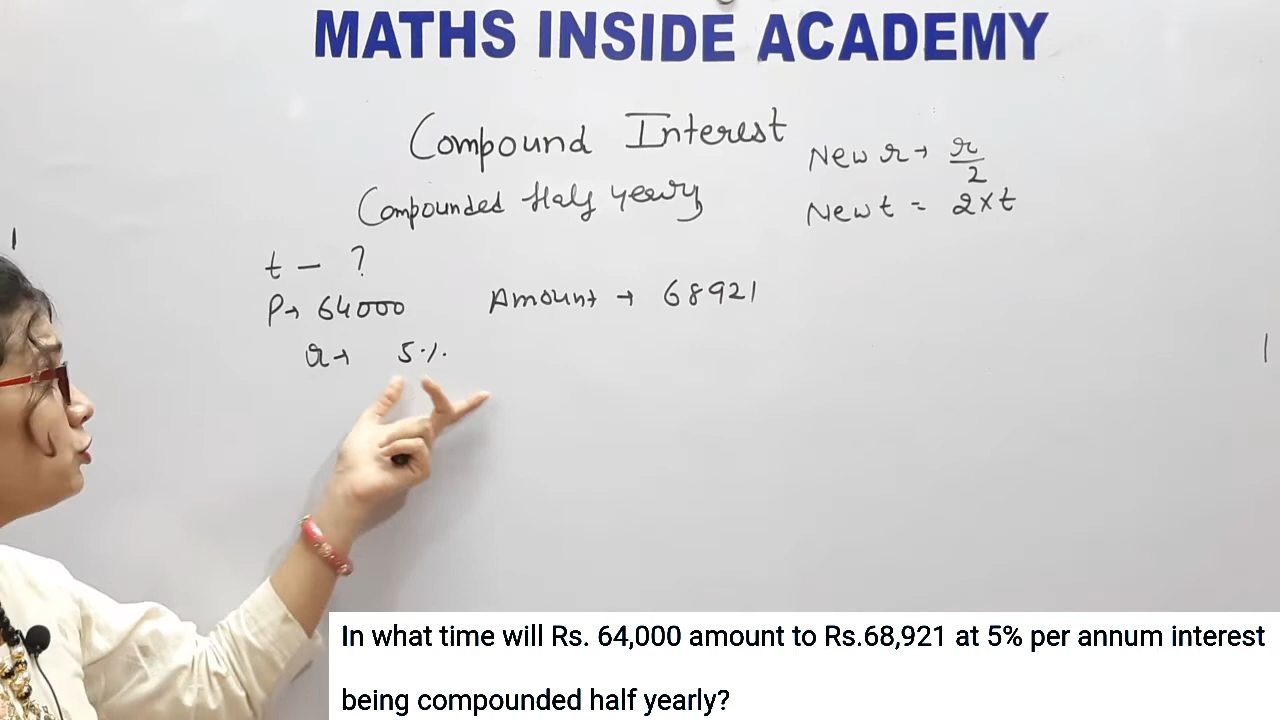 MATHS INSIDE ACADEMY
Compound Interest
Compounded Half yearly
New r → r/2
New t = 2×t
t — ?
P → 64000
Amount → 68921
r → 5%
In what time will Rs. 64,000 amount to Rs.68,921 at 5% per annum interest
being compounded half yearly?